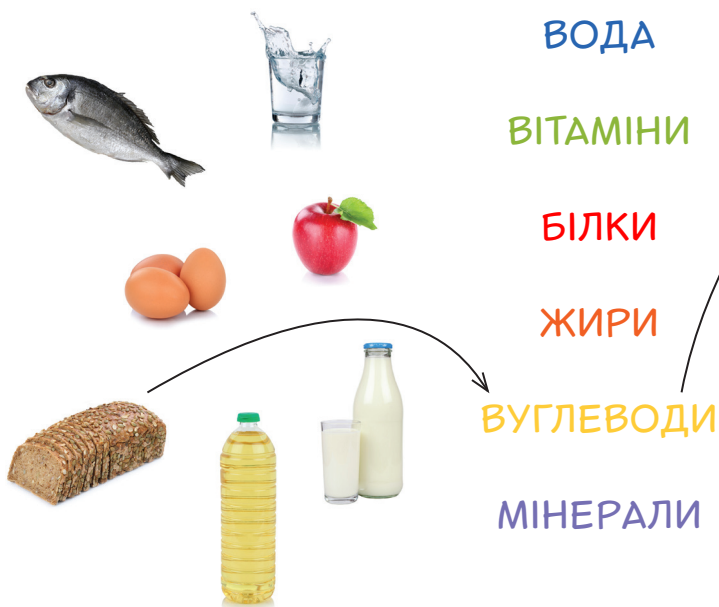 ВОДА
ВІТАМІНИ
БІЛКИ
ЖИРИ
ВУГЛЕВОДИ
МІНЕРАЛИ